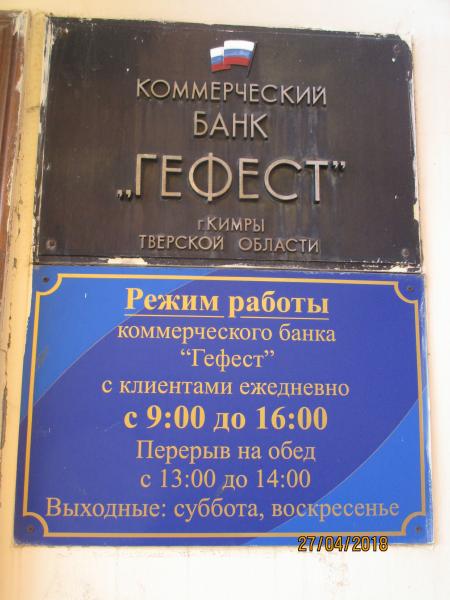 КОММЕРЧЕСКИЙ
БАНК
„ГЕФЕСТ”
г.КИМРЫ
ТВЕРСКОЙ ОБЛАСТИ
Режим работы
коммерческого банка
“Гефест”
с клиентами ежедневно
с 9:00 до 16:00
Перерыв на обед
с 13:00 до 14:00
Выходные: суббота, воскресенье
27/04/2018